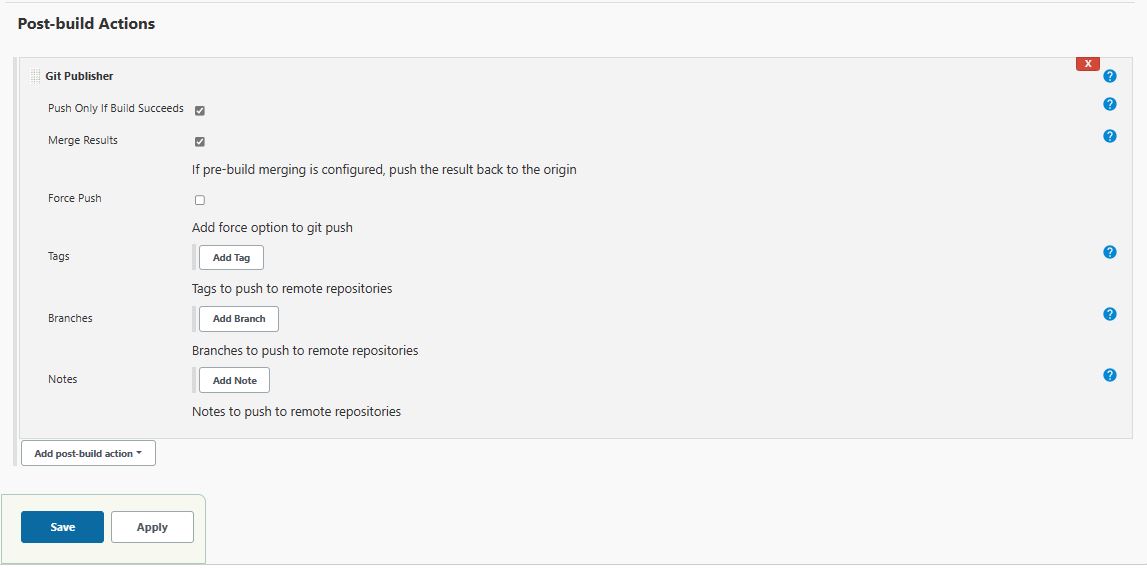 Post-build Actions
X
Git Publisher
?
Push Only If Build Succeeds
?
Merge Results
?
If pre-build merging is configured, push the result back to the origin
Force Push
Add force option to git push
Tags
Add Tag
?
Tags to push to remote repositories
Branches
Add Branch
?
Branches to push to remote repositories
Notes
Add Note
?
Notes to push to remote repositories
Add post-build action
Save
Apply